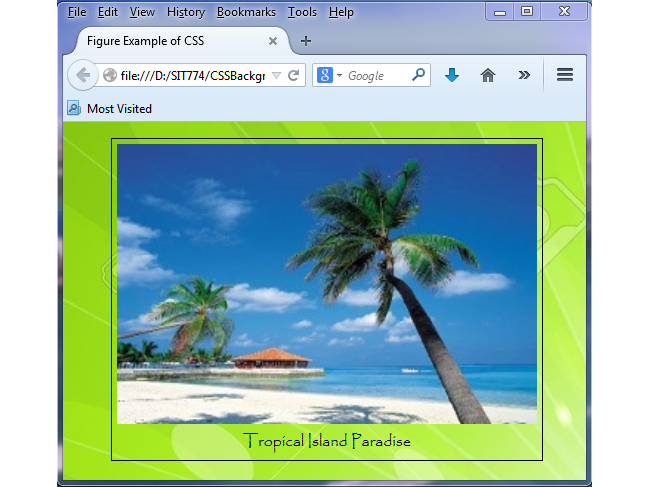 File Edit View History Bookmarks Tools Help
Figure Example of CSS
file:///D:/SIT774/CSSBackgr
Google
Most Visited
Tropical Island Paradise